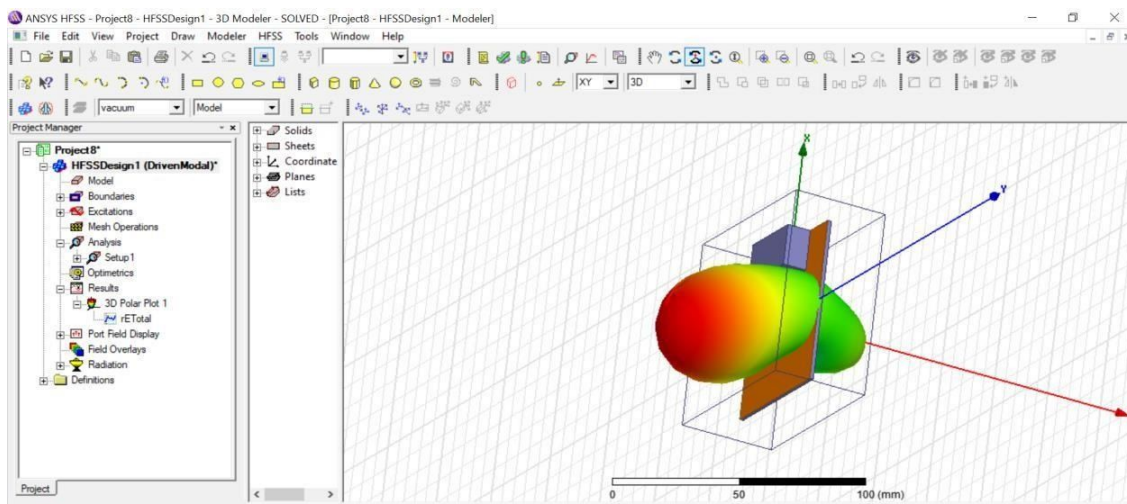 ANSYS HFSS - Project8 - HFSSDesign1 - 3D Modeler - SOLVED - [Project8 - HFSSDesign1 - Modeler]
File Edit View Project Draw Modeler HFSS Tools Window Help
XY 3D
vacuum Model
Project Manager
Project8*
HFSSDesign1 (DrivenModal)*
Model
Boundaries
Excitations
Mesh Operations
Analysis
Setup1
Optimetrics
Results
3D Polar Plot 1
rETotal
Port Field Display
Field Overlays
Radiation
Definitions
Project
Solids
Sheets
Coordinate
Planes
Lists
X
Y
0 50 100 (mm)